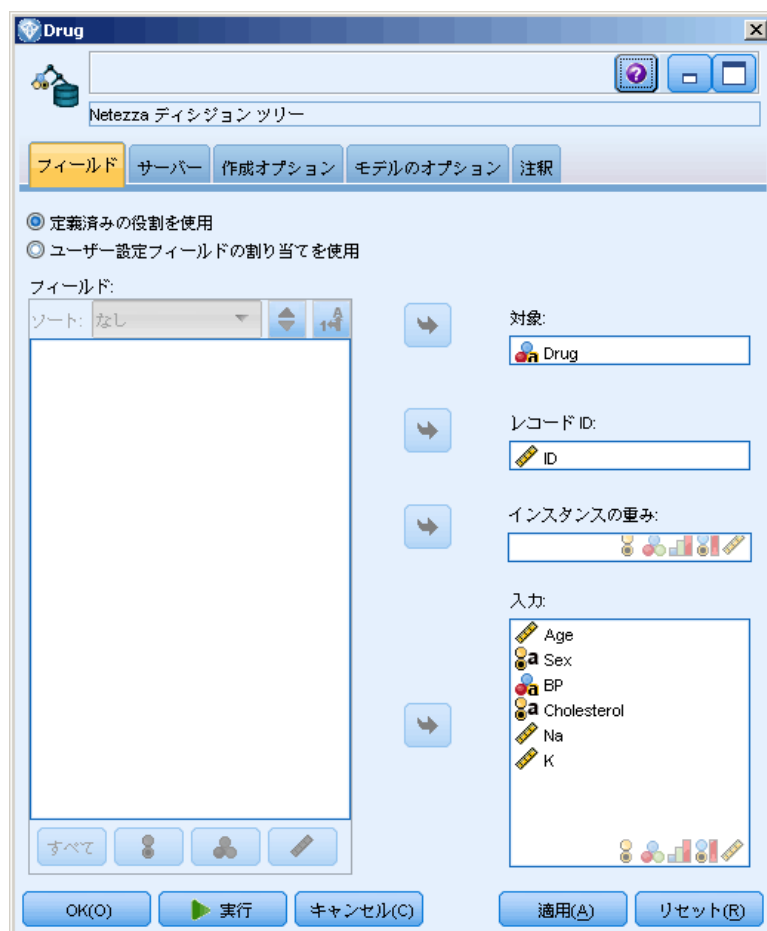 Drug
Netezza ディシジョン ツリー
フィールド サーバー 作成オプション モデルのオプション 注釈
定義済みの役割を使用
ユーザー設定フィールドの割り当てを使用
フィールド:
ソート: なし
対象:
Drug
レコード ID:
ID
インスタンスの重み:
入力:
Age
Sex
BP
Cholesterol
Na
K
すべて
OK(O) 実行 キャンセル(C) 適用(A) リセット(R)